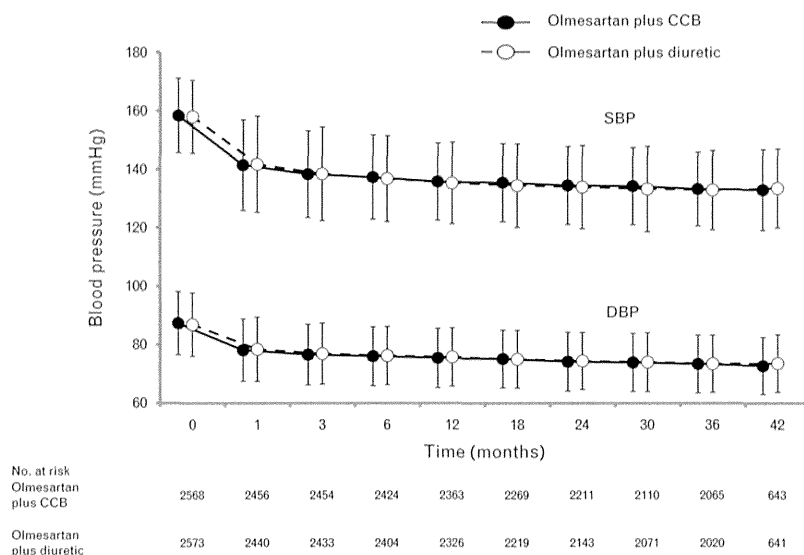 Olmesartan plus CCB
Olmesartan plus diuretic
180
160
140
120
100
80
60
Blood pressure (mmHg)
SBP
DBP
0 1 3 6 12 18 24 30 36 42
Time (months)
No. at risk
Olmesartan
plus CCB
2568 2456 2454 2424 2363 2269 2211 2110 2065 643
Olmesartan
plus diuretic
2573 2440 2433 2404 2326 2219 2143 2071 2020 641